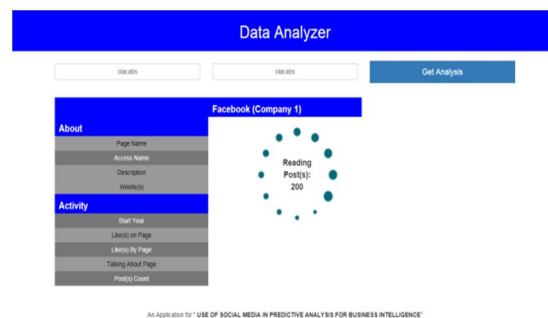 Data Analyzer
olacabs olacabs Get Analysis
Facebook (Company 1)
About
Page Name
Access Name
Description
Wesite(s)
Activity
Start Year
Like(s) on Page
Like(s) By Page
Talking About Page
Post(s) Count
Reading
Post(s):
200
An Application for " USE OF SOCIAL MEDIA IN PREDICTIVE ANALYSIS FOR BUSINESS INTELLIGENCE"